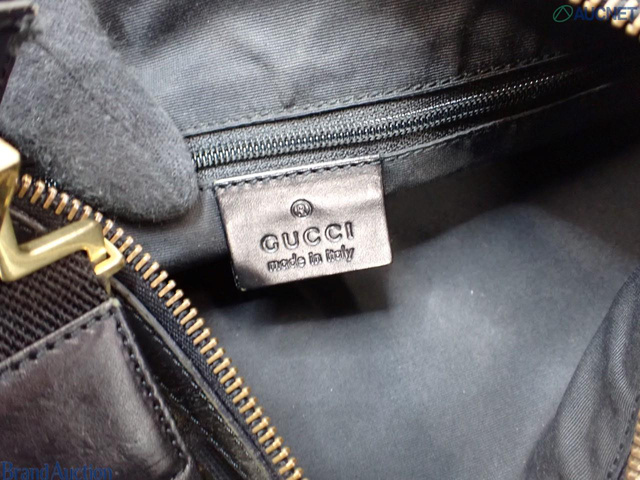 AUCNET
®
GUCCI
made in Italy
Brand Auction